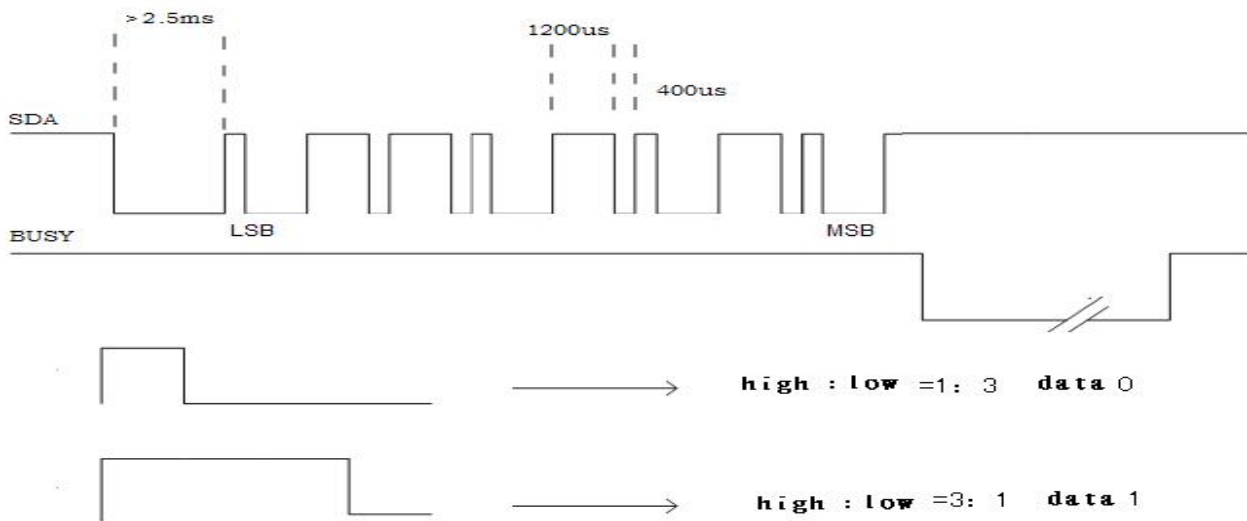 >2.5ms
1200us
400us
SDA
LSB
MSB
BUSY
high : low =1: 3 data 0
high : low =3: 1 data 1